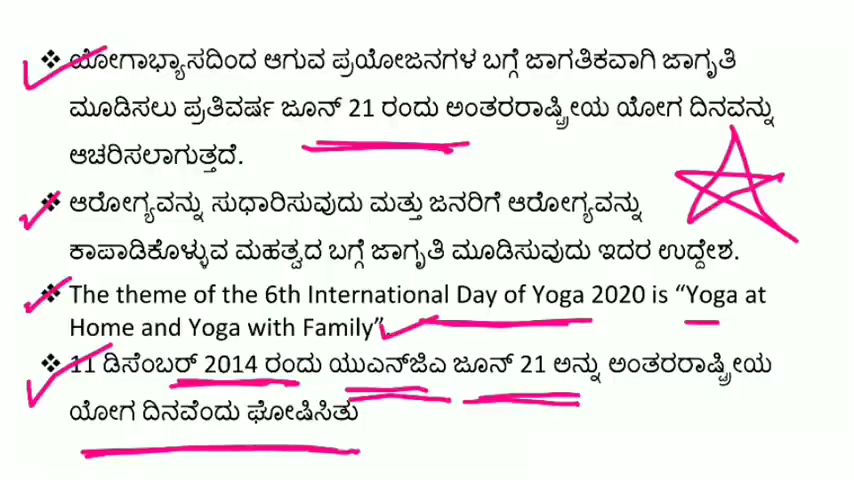 ❖ ಯೋಗಾಭ್ಯಾಸದಿಂದ ಆಗುವ ಪ್ರಯೋಜನಗಳ ಬಗ್ಗೆ ಜಾಗತಿಕವಾಗಿ ಜಾಗೃತಿ
ಮೂಡಿಸಲು ಪ್ರತಿವರ್ಷ ಜೂನ್ 21 ರಂದು ಅಂತರರಾಷ್ಟ್ರೀಯ ಯೋಗ ದಿನವನ್ನು
ಆಚರಿಸಲಾಗುತ್ತದೆ.
❖ ಆರೋಗ್ಯವನ್ನು ಸುಧಾರಿಸುವುದು ಮತ್ತು ಜನರಿಗೆ ಆರೋಗ್ಯವನ್ನು
ಕಾಪಾಡಿಕೊಳ್ಳುವ ಮಹತ್ವದ ಬಗ್ಗೆ ಜಾಗೃತಿ ಮೂಡಿಸುವುದು ಇದರ ಉದ್ದೇಶ.
❖ The theme of the 6th International Day of Yoga 2020 is “Yoga at
Home and Yoga with Family”.
❖ 11 ಡಿಸೆಂಬರ್ 2014 ರಂದು ಯುಎನ್‌ಜಿಎ ಜೂನ್ 21 ಅನ್ನು ಅಂತರರಾಷ್ಟ್ರೀಯ
ಯೋಗ ದಿನವೆಂದು ಘೋಷಿಸಿತು